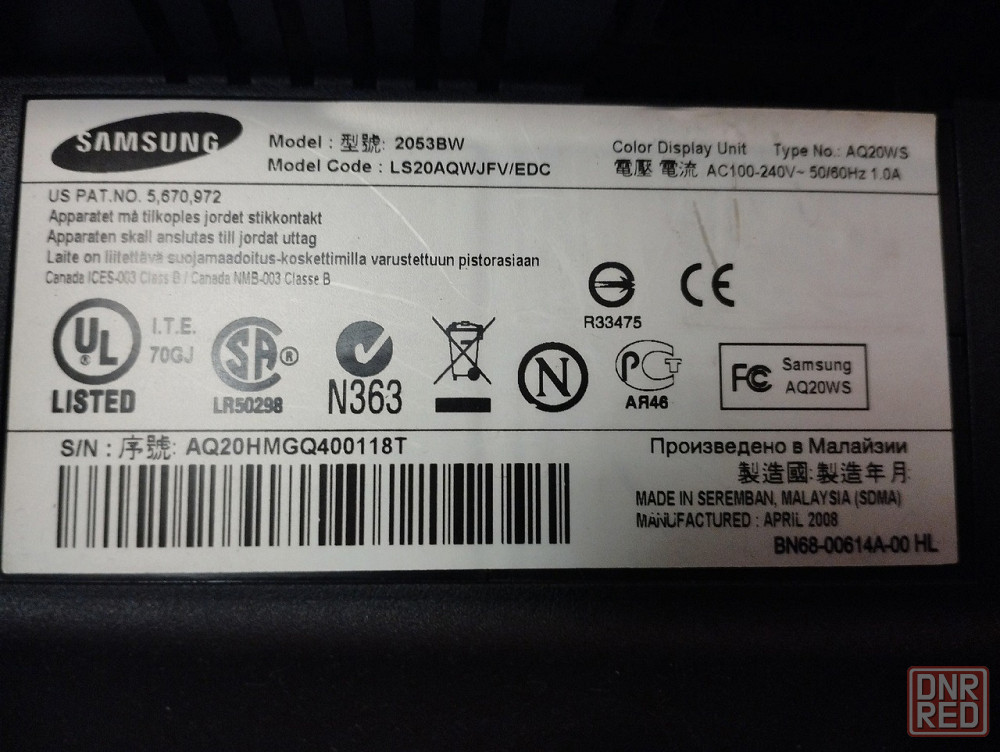 SAMSUNG
Model : 型號: 2053BW
Model Code : LS20AQWJFV/EDC
Color Display Unit Type No.: AQ20WS
電壓 電流 AC100-240V~ 50/60Hz 1.0A
US PAT.NO. 5,670,972
Apparatet må tilkoples jordet stikkontakt
Apparaten skall anslutas till jordat uttag
Laite on liitettävä suojamaadoitus-koskettimilla varustettuun pistorasiaan
Canada ICES-003 Class B / Canada NMB-003 Classe B
R33475
CE
UL
®
LISTED
I.T.E.
70GJ
SA ®
LR50298
N363
N
PCT
АЯ46
FC
Samsung
AQ20WS
S/N : 序號: AQ20HMGQ400118T
Произведено в Малайзии
製造國: 製造年月
MADE IN SEREMBAN, MALAYSIA (SDMA)
MANUFACTURED : APRIL 2008
BN68-00614A-00 HL
DNR
RED